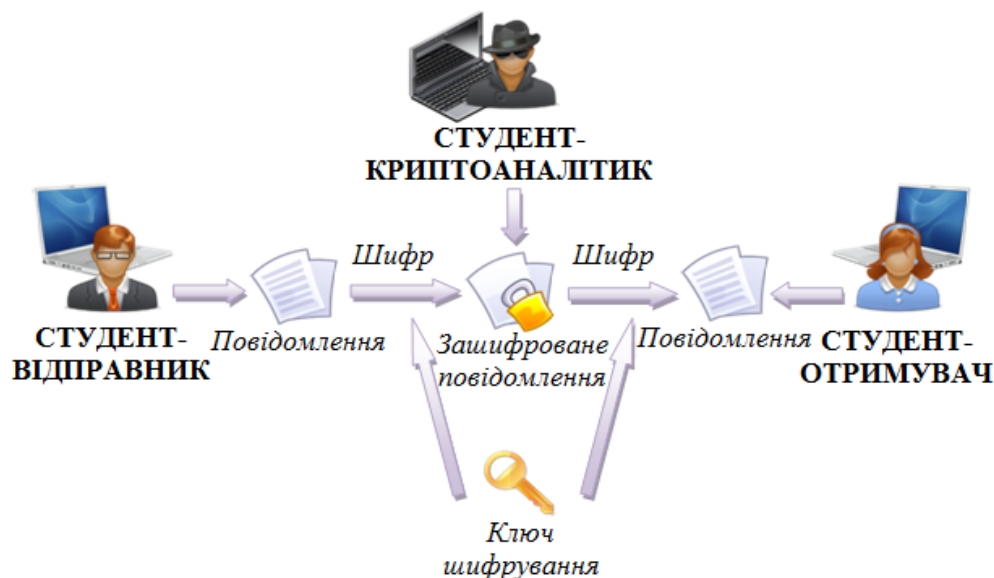 СТУДЕНТ-
КРИПТОАНАЛІТИК
Шифр
Шифр
СТУДЕНТ-
ВІДПРАВНИК
Повідомлення
Зашифроване
повідомлення
Повідомлення
СТУДЕНТ-
ОТРИМУВАЧ
Ключ
шифрування